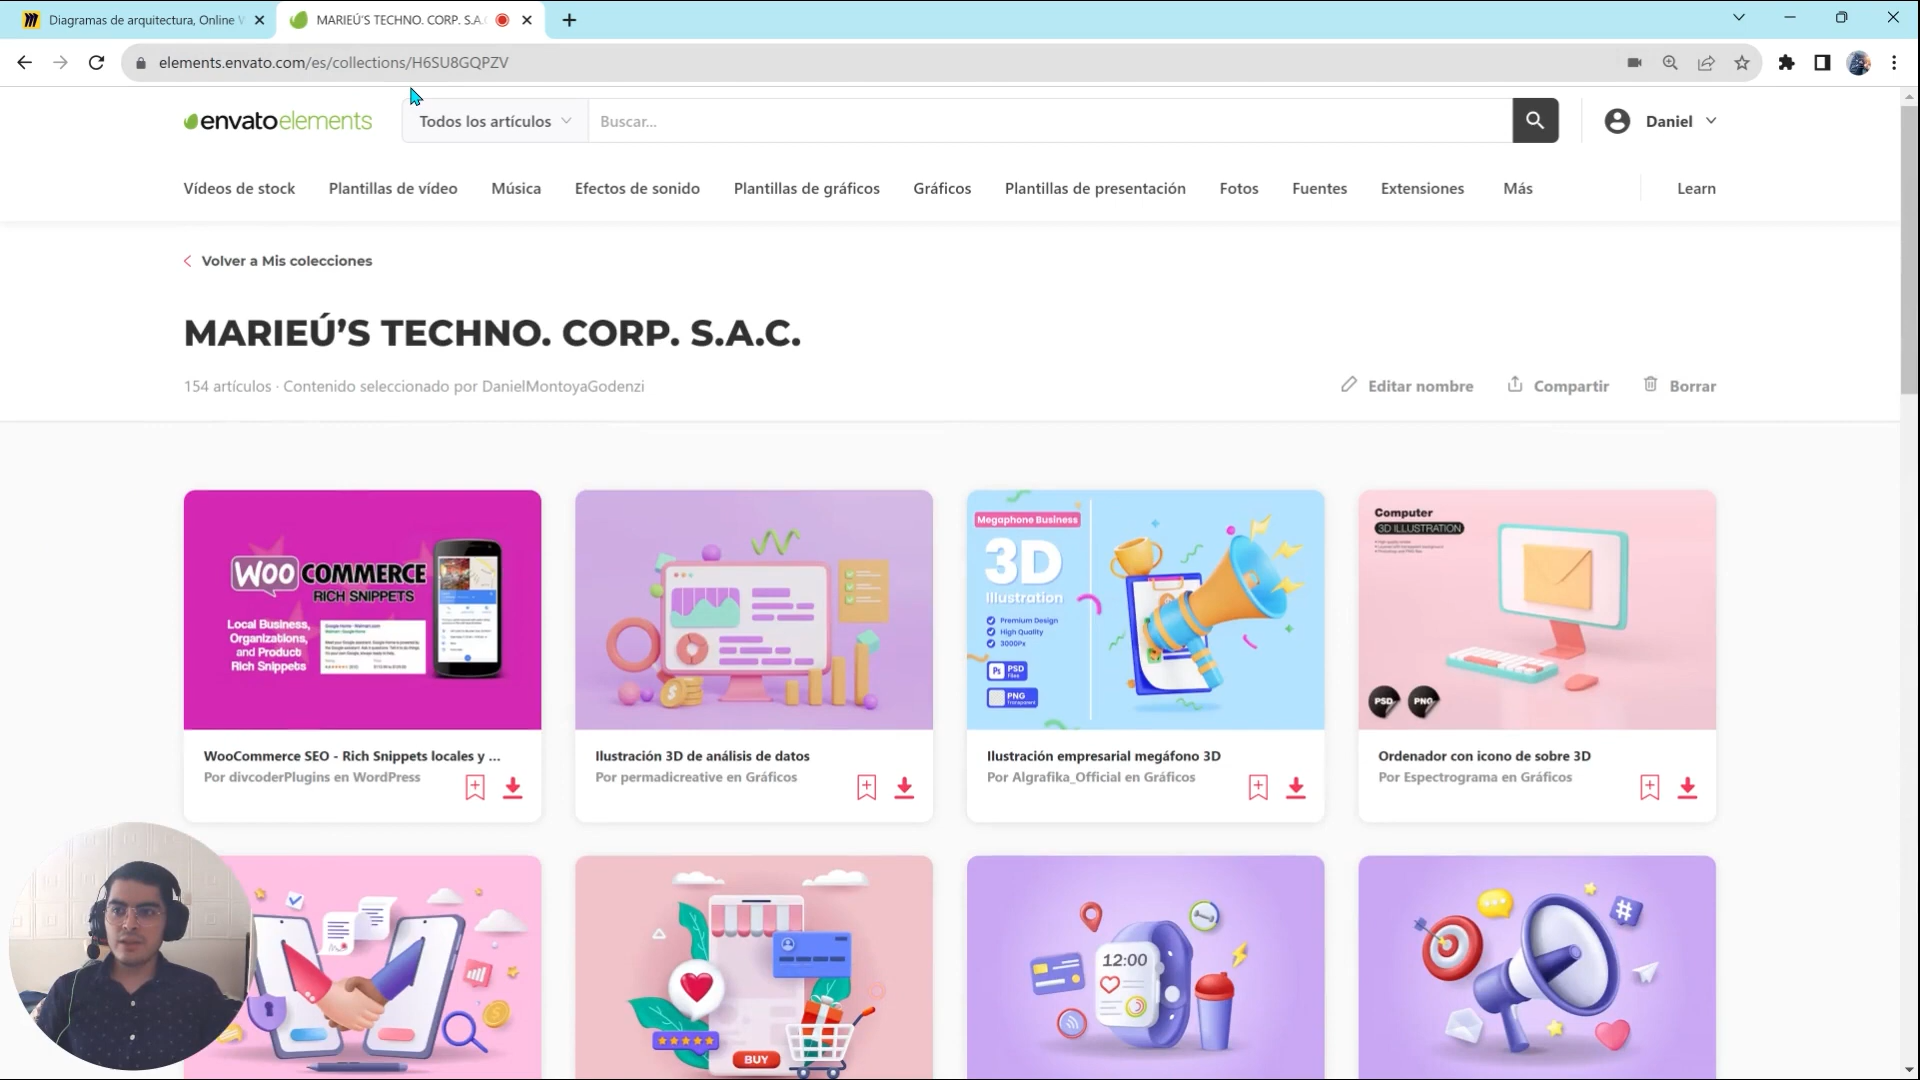 Diagramas de arquitectura, Online
MARIEÚ'S TECHNO. CORP. S.A.
elements.envato.com/es/collections/H6SU8GQPZV
envatoelements
Todos los artículos
Buscar...
Daniel
Vídeos de stock
Plantillas de vídeo
Música
Efectos de sonido
Plantillas de gráficos
Gráficos
Plantillas de presentación
Fotos
Fuentes
Extensiones
Más
Learn
Volver a Mis colecciones
MARIEÚ’S TECHNO. CORP. S.A.C.
154 artículos · Contenido seleccionado por DanielMontoyaGodenzi
Editar nombre
Compartir
Borrar
WOO COMMERCE
RICH SNIPPETS
Local Business,
Organizations,
and Product
Rich Snippets
Megaphone Business
3D
Illustration
Premium Design
High Quality
3000Px
Ps PSD
Files
PNG
Transparent
Computer
3D ILLUSTRATION
PSD
PNG
WooCommerce SEO - Rich Snippets locales y ...
Por divcoderPlugins en WordPress
Ilustración 3D de análisis de datos
Por permadicreative en Gráficos
Ilustración empresarial megáfono 3D
Por Algrafika_Official en Gráficos
Ordenador con icono de sobre 3D
Por Espectrograma en Gráficos
BUY
12:00
#